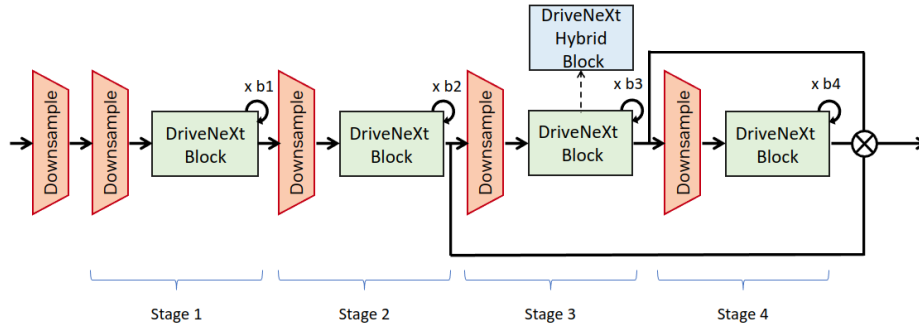 DriveNeXt
Hybrid
Block
Downsample
Downsample
x b1
DriveNeXt
Block
Downsample
x b2
DriveNeXt
Block
Downsample
x b3
DriveNeXt
Block
Downsample
x b4
DriveNeXt
Block
Stage 1
Stage 2
Stage 3
Stage 4